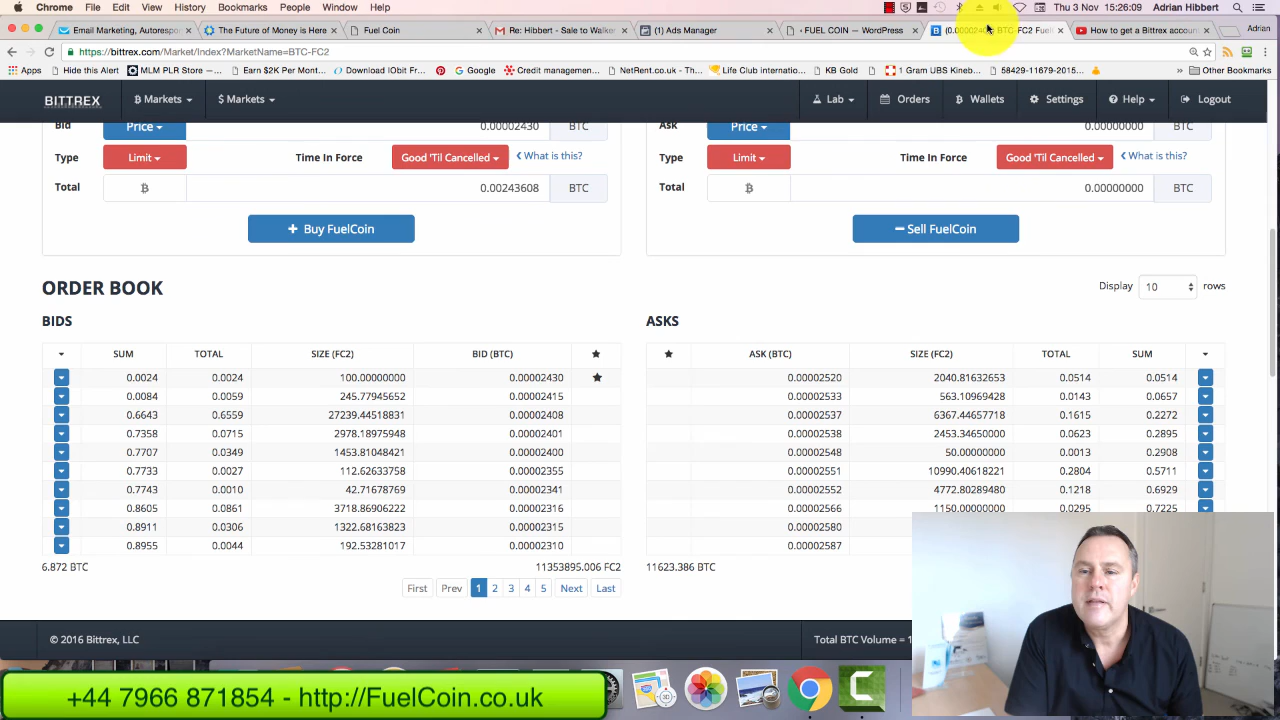 Chrome File Edit View History Bookmarks People Window Help Thu 3 Nov 15:26:09 Adrian Hibbert
Email Marketing, Autorespo The Future of Money is Here Fuel Coin Fuel Coin Manager Re: Hibbert - Sale to Walker (1) Ads Manager ‹ FUEL COIN — WordPress BTC-FC2 Fuel How to get a Bittrex accoun Adrian
https://bittrex.com/Market/Index?MarketName=BTC-FC2
Apps Hide this Alert MLM PLR Store (... Earn $2K Per Mont... Download IObit Fr... Google Credit managemen... NetRent.co.uk - Th... Life Club internatio... KB Gold 1 Gram UBS Kineb... 58429-11679-2015... » Other Bookmarks
BITTREX B Markets $ Markets Lab Orders Wallets Settings Help Logout
Bid Price 0.00002430 BTC Ask Price 0.00000000 BTC
Type Limit Time In Force Good 'Til Cancelled What is this? Type Limit Time In Force Good 'Til Cancelled What is this?
Total 0.00243608 BTC Total 0.00000000 BTC
+ Buy FuelCoin − Sell FuelCoin
ORDER BOOK Display 10 rows
BIDS ASKS
SUM TOTAL SIZE (FC2) BID (BTC) ASK (BTC) SIZE (FC2) TOTAL SUM
0.0024 0.0024 100.00000000 0.00002430 0.00002520 2040.81632653 0.0514 0.0514
0.0084 0.0059 245.77945652 0.00002415 0.00002533 563.10969428 0.0143 0.0657
0.6643 0.6559 27239.44518831 0.00002408 0.00002537 6367.44657718 0.1615 0.2272
0.7358 0.0715 2978.18975948 0.00002401 0.00002538 2453.34650000 0.0623 0.2895
0.7707 0.0349 1453.81048421 0.00002400 0.00002548 50.00000000 0.0013 0.2908
0.7733 0.0027 112.62633758 0.00002355 0.00002551 10990.40618221 0.2804 0.5711
0.7743 0.0010 42.71678769 0.00002341 0.00002552 4772.80289480 0.1218 0.6929
0.8605 0.0861 3718.86906222 0.00002316 0.00002566 1150.00000000 0.0295 0.7225
0.8911 0.0306 1322.68163823 0.00002315 0.00002580
0.8955 0.0044 192.53281017 0.00002310 0.00002587
6.872 BTC 11353895.006 FC2 11623.386 BTC
First Prev 1 2 3 4 5 Next Last
© 2016 Bittrex, LLC Total BTC Volume = 1
+44 7966 871854 - http://FuelCoin.co.uk